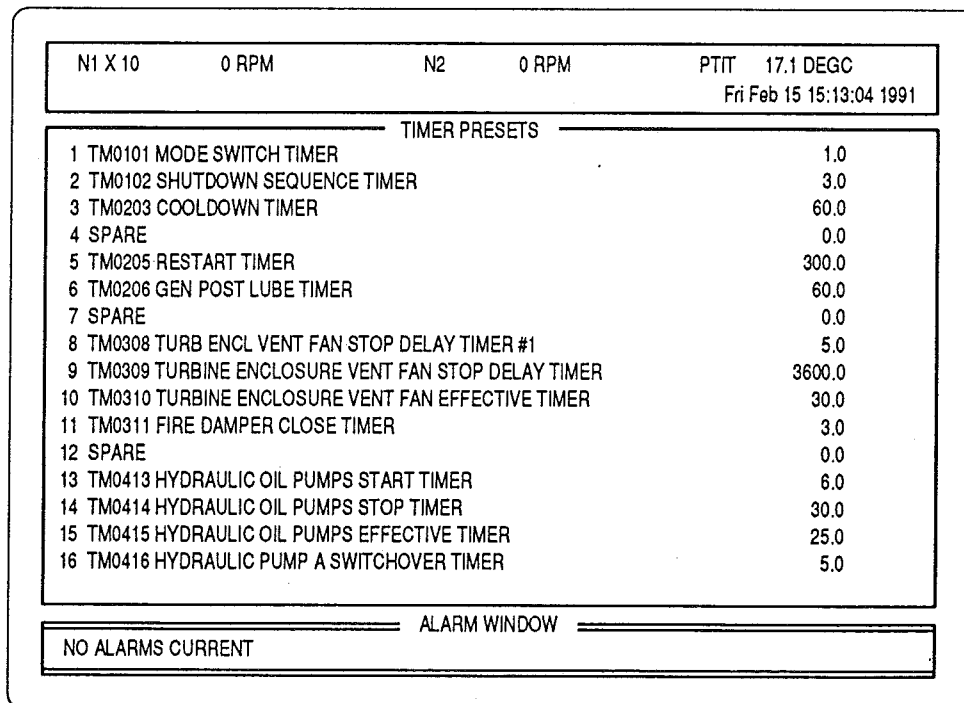 N1 X 10 0 RPM N2 0 RPM PTIT 17.1 DEGC
Fri Feb 15 15:13:04 1991
TIMER PRESETS
1 TM0101 MODE SWITCH TIMER 1.0
2 TM0102 SHUTDOWN SEQUENCE TIMER 3.0
3 TM0203 COOLDOWN TIMER 60.0
4 SPARE 0.0
5 TM0205 RESTART TIMER 300.0
6 TM0206 GEN POST LUBE TIMER 60.0
7 SPARE 0.0
8 TM0308 TURB ENCL VENT FAN STOP DELAY TIMER #1 5.0
9 TM0309 TURBINE ENCLOSURE VENT FAN STOP DELAY TIMER 3600.0
10 TM0310 TURBINE ENCLOSURE VENT FAN EFFECTIVE TIMER 30.0
11 TM0311 FIRE DAMPER CLOSE TIMER 3.0
12 SPARE 0.0
13 TM0413 HYDRAULIC OIL PUMPS START TIMER 6.0
14 TM0414 HYDRAULIC OIL PUMPS STOP TIMER 30.0
15 TM0415 HYDRAULIC OIL PUMPS EFFECTIVE TIMER 25.0
16 TM0416 HYDRAULIC PUMP A SWITCHOVER TIMER 5.0
ALARM WINDOW
NO ALARMS CURRENT